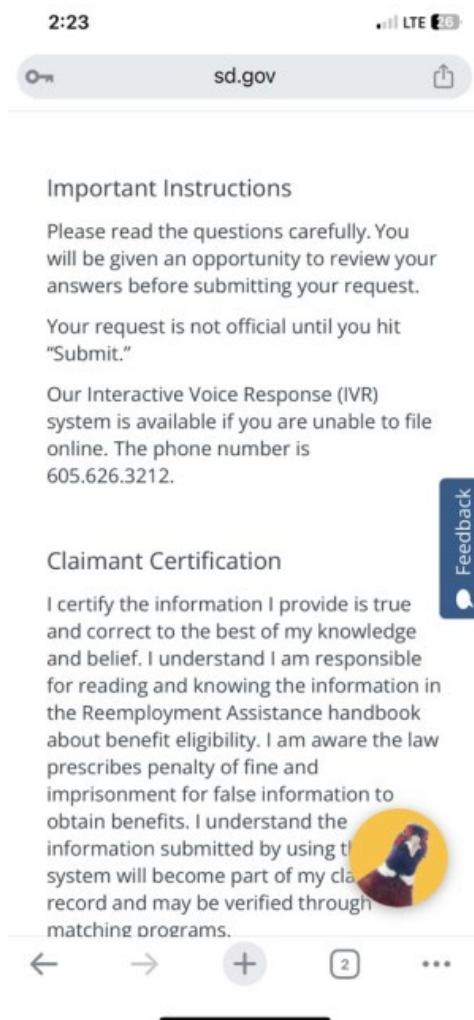 2:23
LTE 26
sd.gov
Important Instructions
Please read the questions carefully. You
will be given an opportunity to review your
answers before submitting your request.
Your request is not official until you hit
“Submit.”
Our Interactive Voice Response (IVR)
system is available if you are unable to file
online. The phone number is
605.626.3212.
Feedback
Claimant Certification
I certify the information I provide is true
and correct to the best of my knowledge
and belief. I understand I am responsible
for reading and knowing the information in
the Reemployment Assistance handbook
about benefit eligibility. I am aware the law
prescribes penalty of fine and
imprisonment for false information to
obtain benefits. I understand the
information submitted by using
system will become part of my
record and may be verified through
matching programs.
2